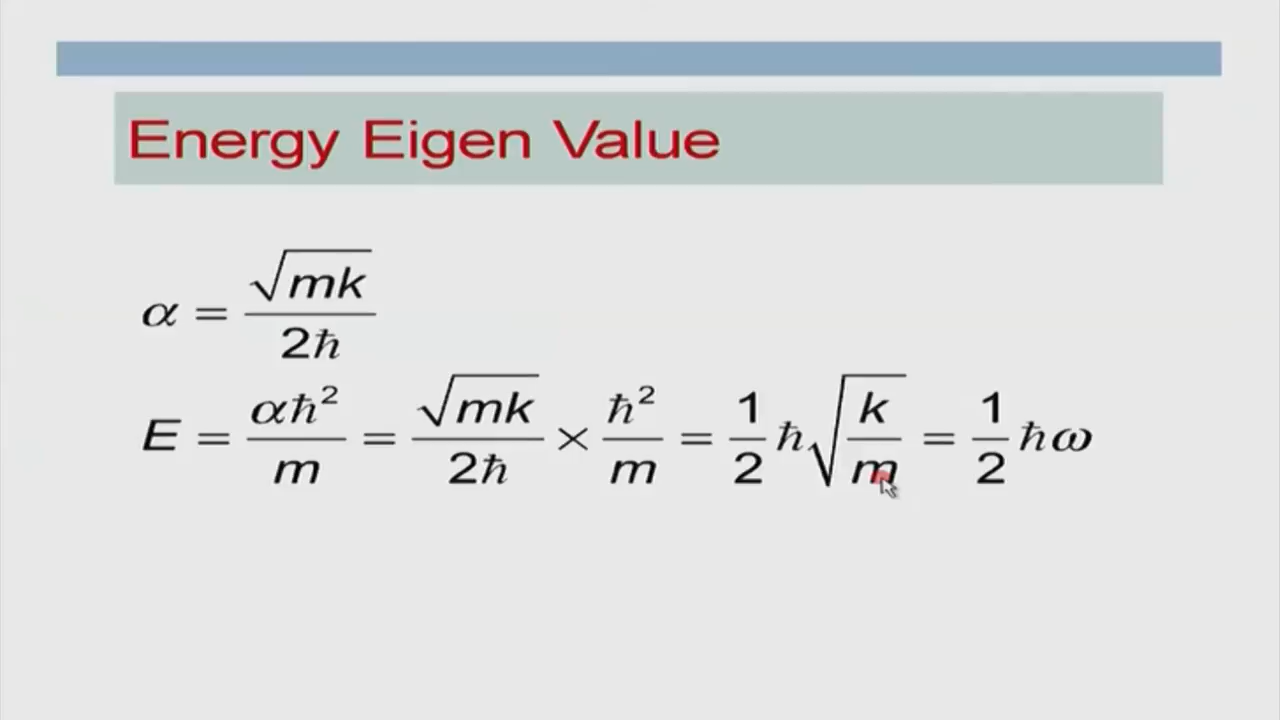 Energy Eigen Value
α = √(mk) / 2ħ
E = αħ² / m = √(mk) / 2ħ × ħ² / m = 1/2 ħ √(k/m) = 1/2 ħω